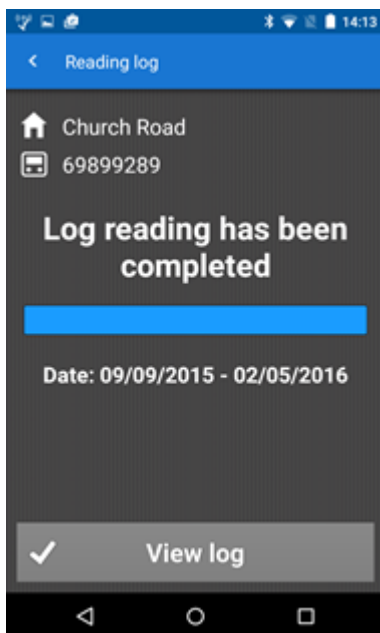 14:13
Reading log
Church Road
69899289
Log reading has been
completed
Date: 09/09/2015 - 02/05/2016
View log